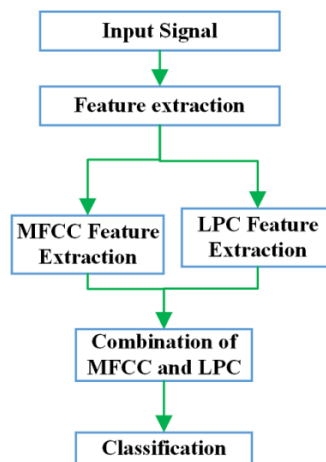 Input Signal
Feature extraction
MFCC Feature
Extraction
LPC Feature
Extraction
Combination of
MFCC and LPC
Classification